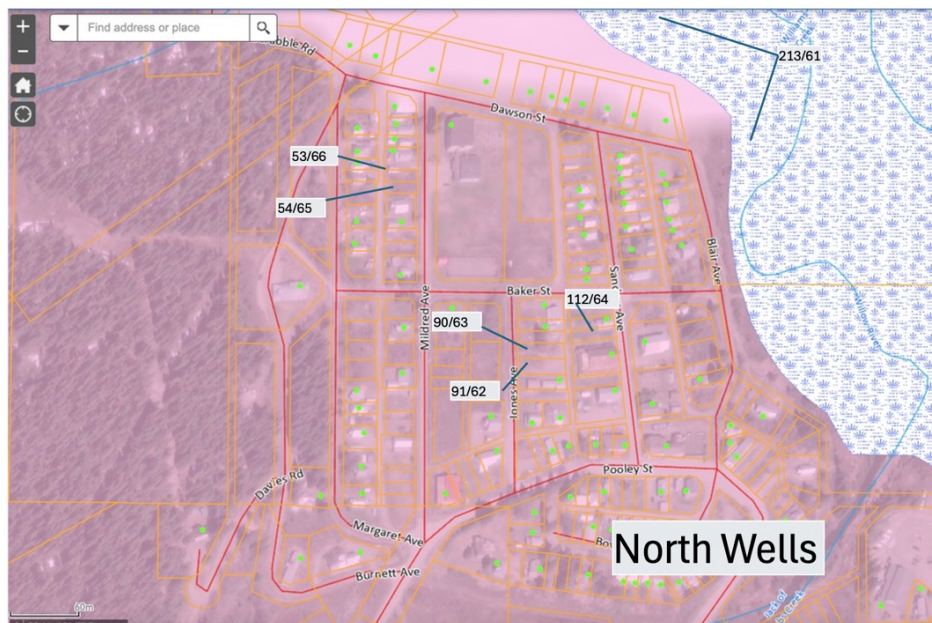 +
Find address or place
−
213/61
Dawson St
53/66
54/65
Blair Ave
Baker St
112/64
Mildred Ave
90/63
Jones Ave
91/62
Pooley St
Davies Rd
Margaret Ave
North Wells
Burnett Ave
60m